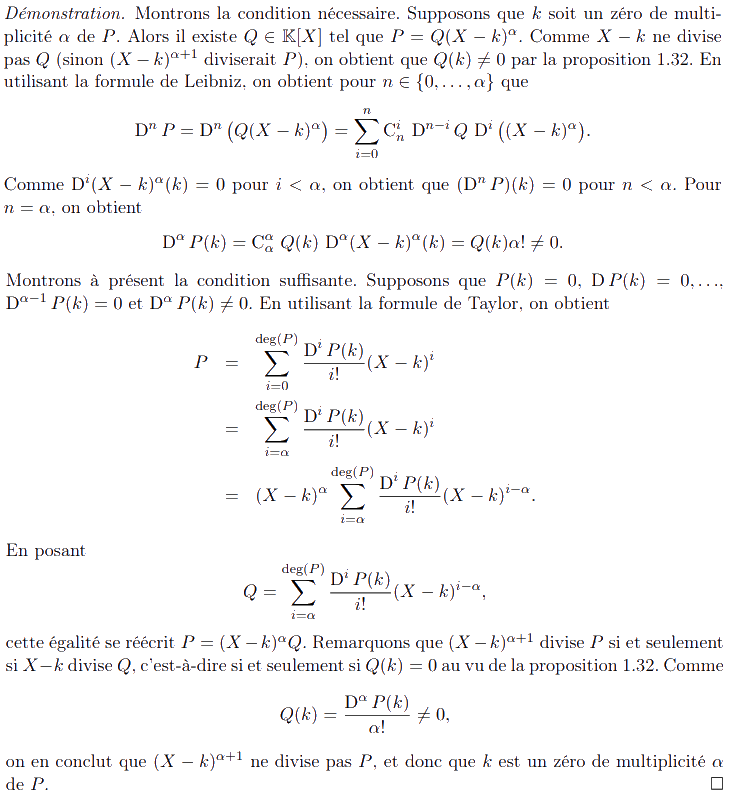 Démonstration. Montrons la condition nécessaire. Supposons que k soit un zéro de multi-
plicité α de P. Alors il existe Q ∈ 𝕂[X] tel que P = Q(X − k)^α. Comme X − k ne divise
pas Q (sinon (X − k)^{α+1} diviserait P), on obtient que Q(k) ≠ 0 par la proposition 1.32. En
utilisant la formule de Leibniz, on obtient pour n ∈ {0, . . . , α} que
D^n P = D^n (Q(X − k)^α) = ∑_{i=0}^{n} C_n^i D^{n−i} Q D^i ((X − k)^α).
Comme D^i(X − k)^α(k) = 0 pour i < α, on obtient que (D^n P)(k) = 0 pour n < α. Pour
n = α, on obtient
D^α P(k) = C_α^α Q(k) D^α(X − k)^α(k) = Q(k)α! ≠ 0.
Montrons à présent la condition suffisante. Supposons que P(k) = 0, D P(k) = 0, . . . ,
D^{α−1} P(k) = 0 et D^α P(k) ≠ 0. En utilisant la formule de Taylor, on obtient
P = ∑_{i=0}^{deg(P)} \frac{D^i P(k)}{i!} (X − k)^i
= ∑_{i=α}^{deg(P)} \frac{D^i P(k)}{i!} (X − k)^i
= (X − k)^α ∑_{i=α}^{deg(P)} \frac{D^i P(k)}{i!} (X − k)^{i−α}.
En posant
Q = ∑_{i=α}^{deg(P)} \frac{D^i P(k)}{i!} (X − k)^{i−α},
cette égalité se réécrit P = (X − k)^α Q. Remarquons que (X − k)^{α+1} divise P si et seulement
si X − k divise Q, c'est-à-dire si et seulement si Q(k) = 0 au vu de la proposition 1.32. Comme
Q(k) = \frac{D^α P(k)}{α!} ≠ 0,
on en conclut que (X − k)^{α+1} ne divise pas P, et donc que k est un zéro de multiplicité α
de P. □